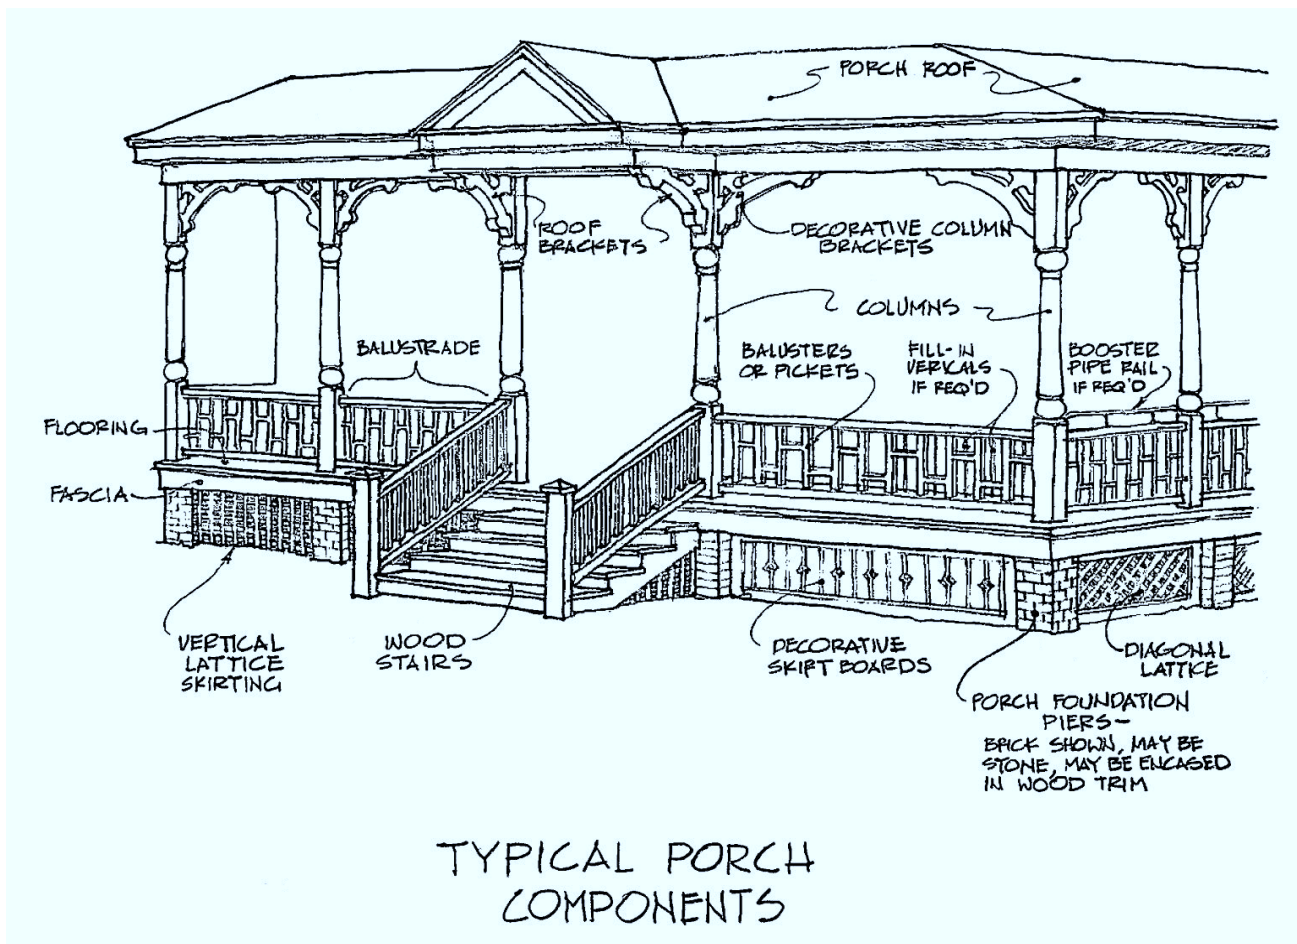 PORCH ROOF
ROOF
BRACKETS
DECORATIVE COLUMN
BRACKETS
COLUMNS
BALUSTRADE
BALUSTERS
OR PICKETS
FILL-IN
VERICALS
IF REQ'D
BOOSTER
PIPE RAIL
IF REQ'D
FLOORING
FASCIA
VERTICAL
LATTICE
SKIRTING
WOOD
STAIRS
DECORATIVE
SKIRT BOARDS
DIAGONAL
LATTICE
PORCH FOUNDATION
PIERS-
BRICK SHOWN, MAY BE
STONE, MAY BE ENCASED
IN WOOD TRIM
TYPICAL PORCH
COMPONENTS